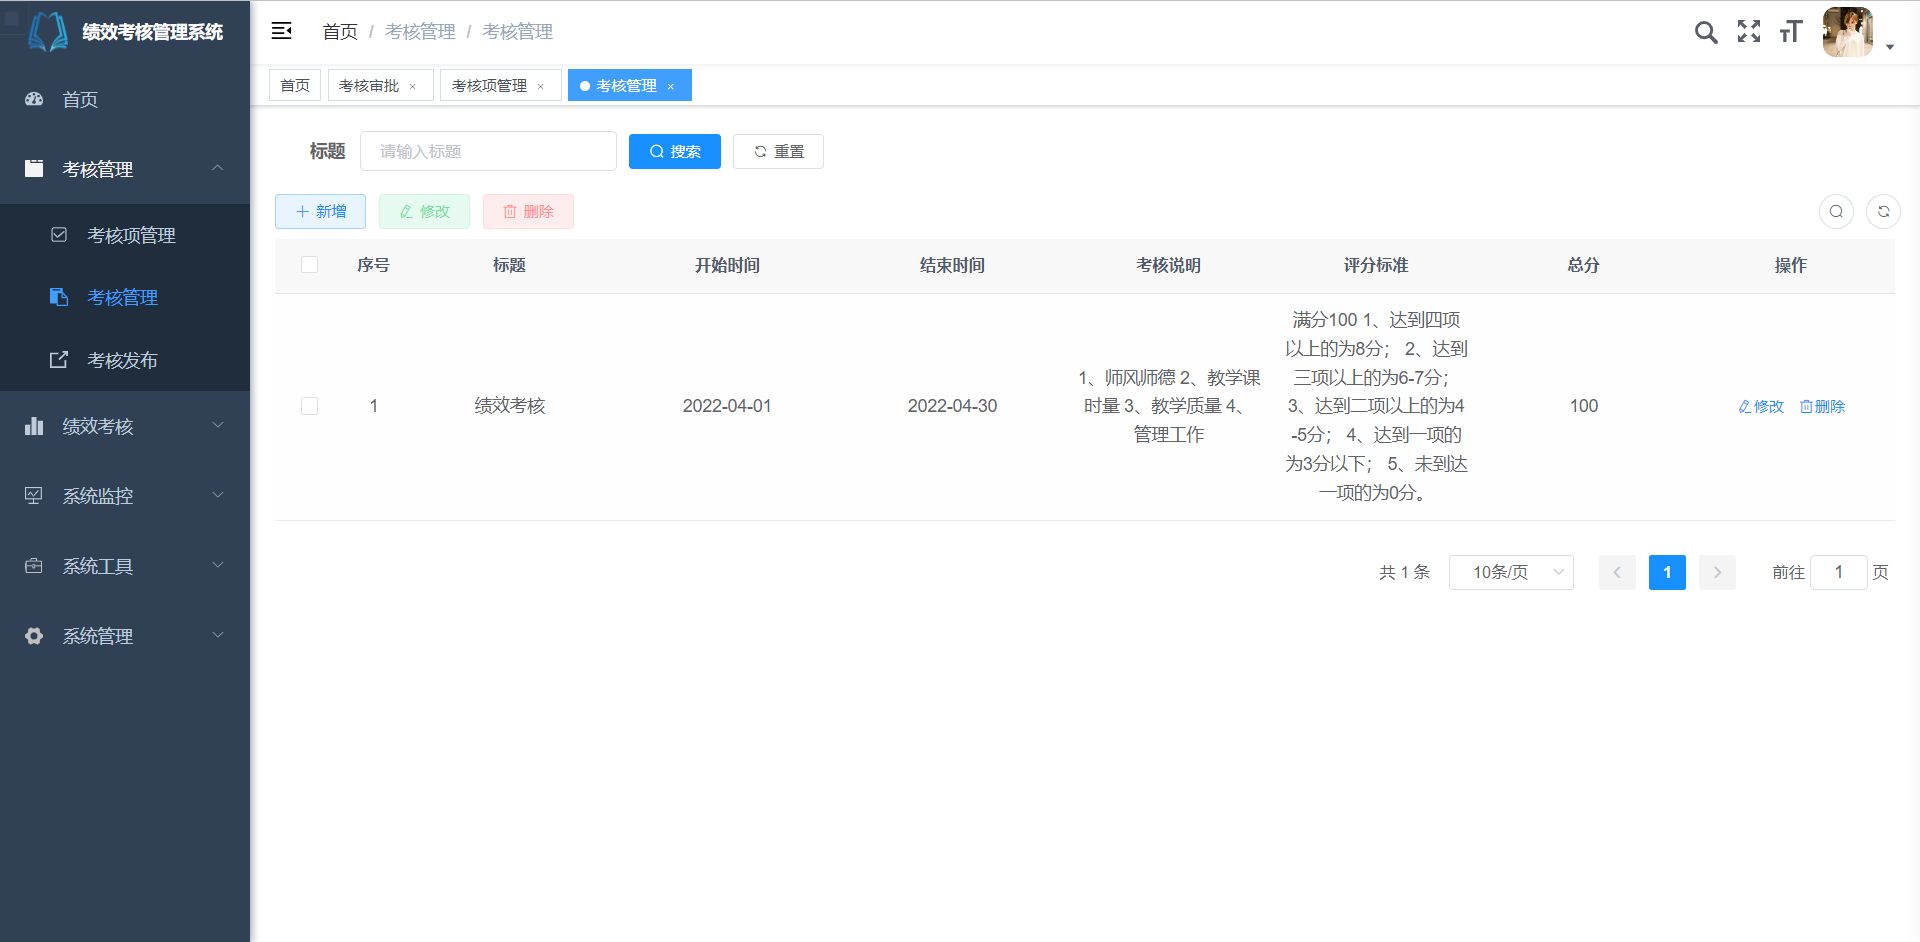 绩效考核管理系统
首页
考核管理
考核项管理
考核管理
考核发布
绩效考核
系统监控
系统工具
系统管理
首页 / 考核管理 / 考核管理
首页 考核审批 × 考核项管理 × 考核管理 ×
标题 请输入标题 搜索 重置
新增 修改 删除
序号 标题 开始时间 结束时间 考核说明 评分标准 总分 操作
1 绩效考核 2022-04-01 2022-04-30
1、师风师德 2、教学课
时量 3、教学质量 4、
管理工作
满分100 1、达到四项
以上的为8分； 2、达到
三项以上的为6-7分；
3、达到二项以上的为4
-5分； 4、达到一项的
为3分以下； 5、未到达
一项的为0分。
100 修改 删除
共 1 条 10条/页 1 前往 1 页